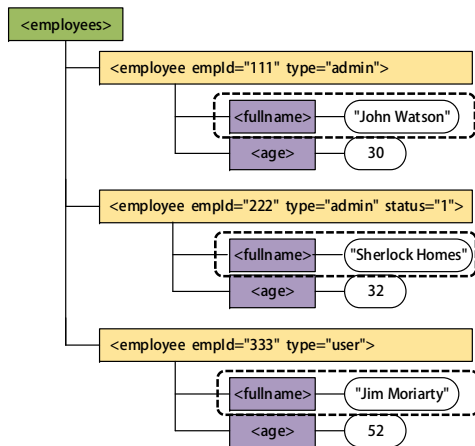 <employees>
<employee empId="111" type="admin">
<fullname> "John Watson"
<age> 30
<employee empId="222" type="admin" status="1">
<fullname> "Sherlock Homes"
<age> 32
<employee empId="333" type="user">
<fullname> "Jim Moriarty"
<age> 52